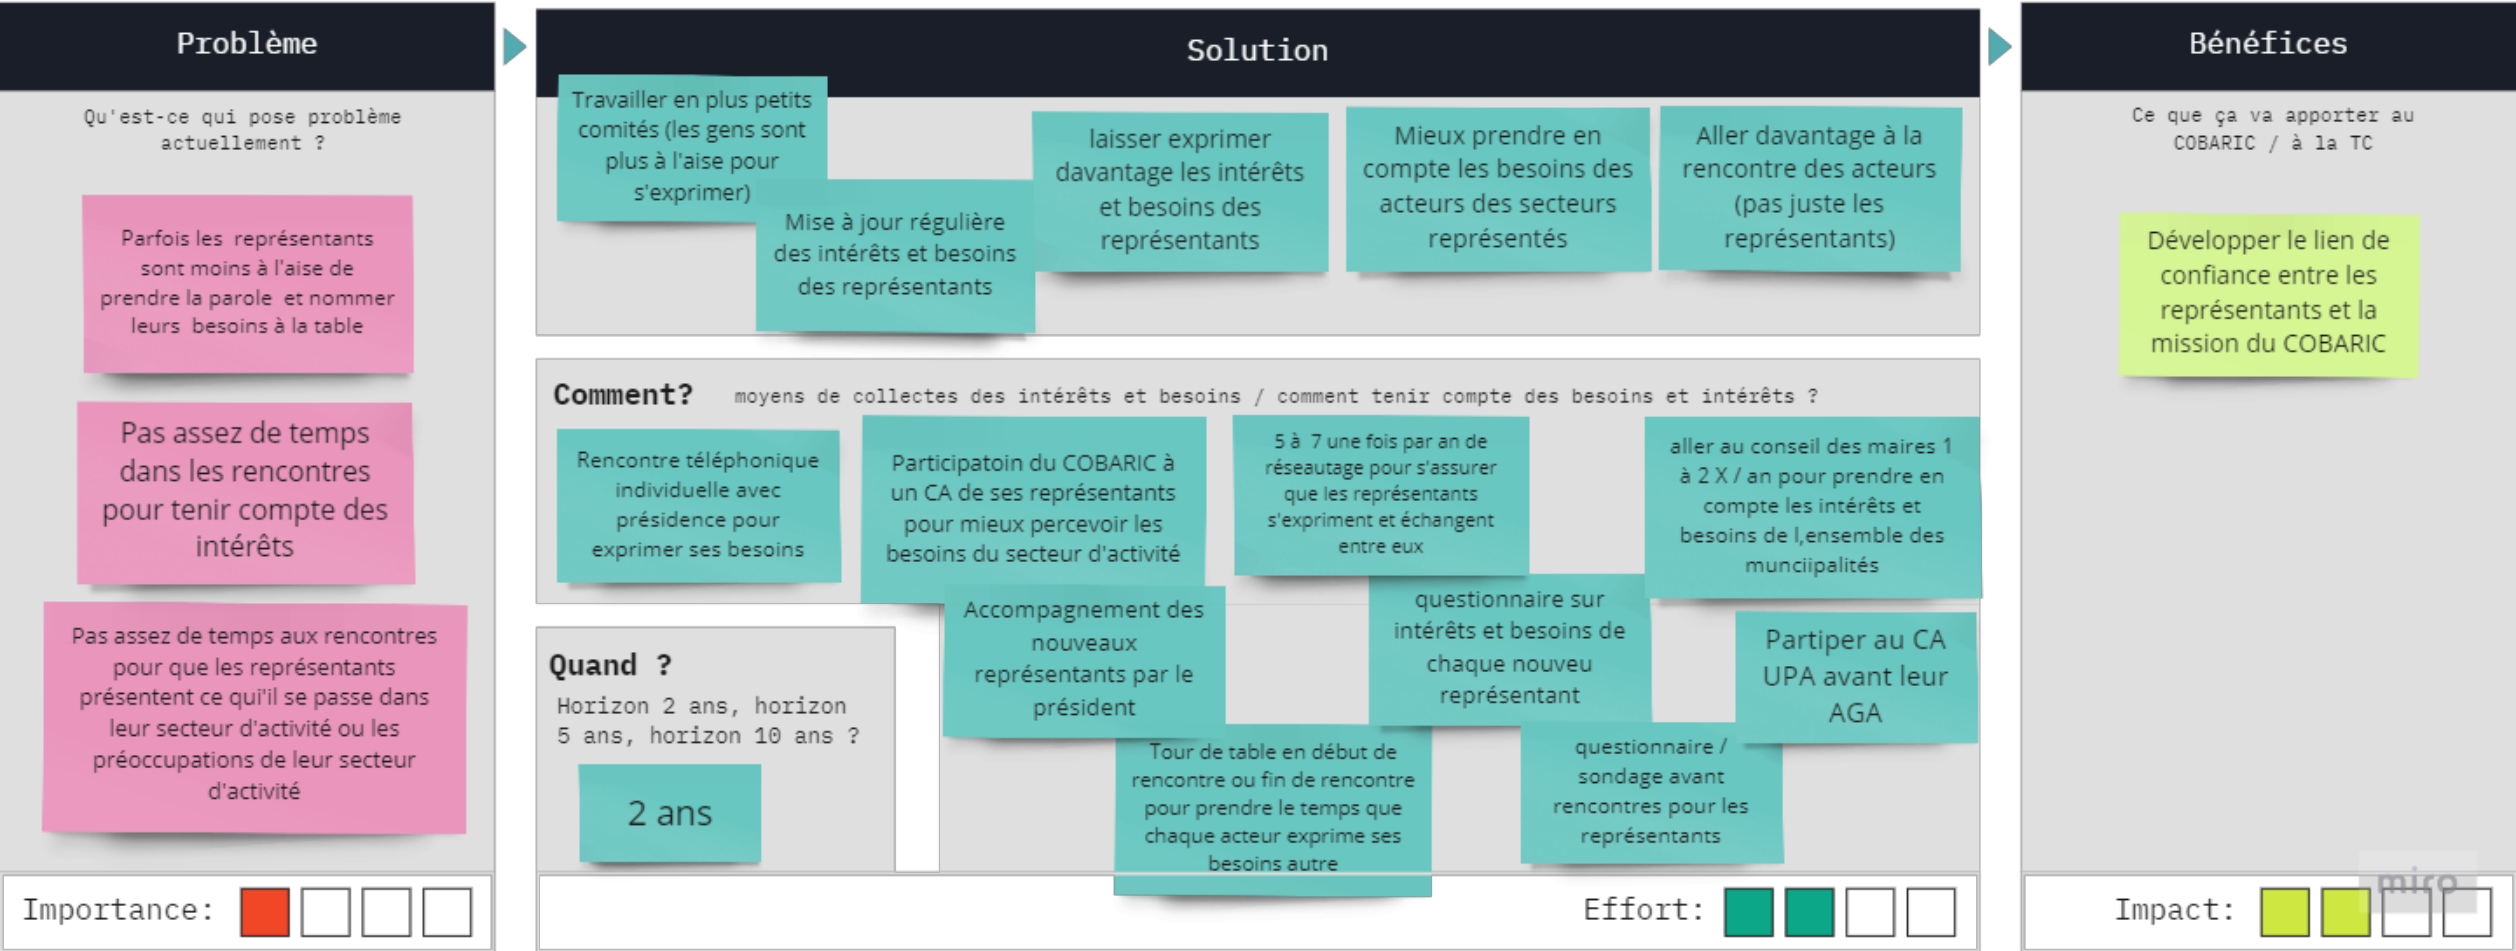 Problème
Qu'est-ce qui pose problème
actuellement ?
Parfois les représentants
sont moins à l'aise de
prendre la parole et nommer
leurs besoins à la table
Pas assez de temps
dans les rencontres
pour tenir compte des
intérêts
Pas assez de temps aux rencontres
pour que les représentants
présentent ce qui'il se passe dans
leur secteur d'activité ou les
préoccupations de leur secteur
d'activité
Importance:
Solution
Travailler en plus petits
comités (les gens sont
plus à l'aise pour
s'exprimer)
Mise à jour régulière
des intérêts et besoins
des représentants
laisser exprimer
davantage les intérêts
et besoins des
représentants
Mieux prendre en
compte les besoins des
acteurs des secteurs
représentés
Aller davantage à la
rencontre des acteurs
(pas juste les
représentants)
Comment? moyens de collectes des intérêts et besoins / comment tenir compte des besoins et intérêts ?
Rencontre téléphonique
individuelle avec
présidence pour
exprimer ses besoins
Participatoin du COBARIC à
un CA de ses représentants
pour mieux percevoir les
besoins du secteur d'activité
5 à 7 une fois par an de
réseautage pour s'assurer
que les représentants
s'expriment et échangent
entre eux
aller au conseil des maires 1
à 2 X / an pour prendre en
compte les intérêts et
besoins de l,ensemble des
munciipalités
Accompagnement des
nouveaux
représentants par le
président
questionnaire sur
intérêts et besoins de
chaque nouveu
représentant
Partiper au CA
UPA avant leur
AGA
Tour de table en début de
rencontre ou fin de rencontre
pour prendre le temps que
chaque acteur exprime ses
besoins autre
questionnaire /
sondage avant
rencontres pour les
représentants
Quand ?
Horizon 2 ans, horizon
5 ans, horizon 10 ans ?
2 ans
Effort:
Bénéfices
Ce que ça va apporter au
COBARIC / à la TC
Développer le lien de
confiance entre les
représentants et la
mission du COBARIC
Impact:
miro